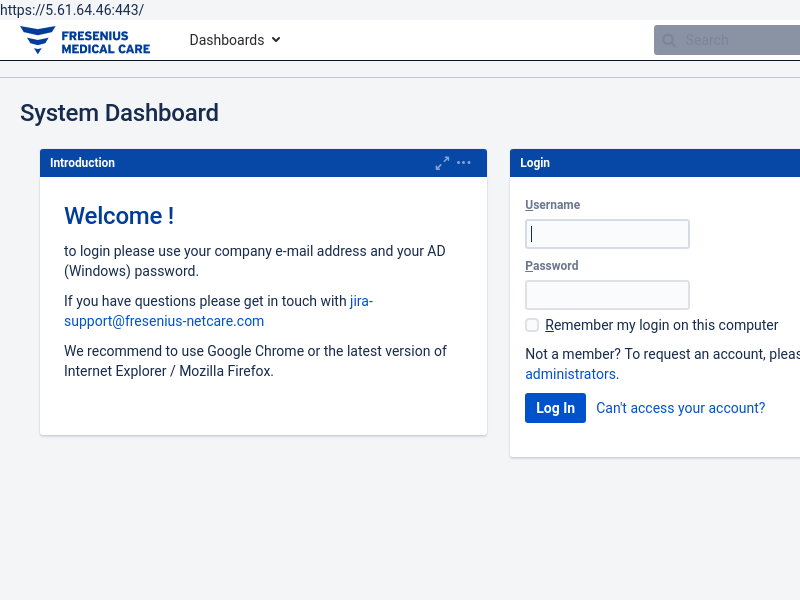 https://5.61.64.46:443/
FRESENIUS
MEDICAL CARE
Dashboards
Search
System Dashboard
Introduction
Welcome !
to login please use your company e-mail address and your AD
(Windows) password.
If you have questions please get in touch with jira-
support@fresenius-netcare.com
We recommend to use Google Chrome or the latest version of
Internet Explorer / Mozilla Firefox.
Login
Username
Password
Remember my login on this computer
Not a member? To request an account,
administrators.
Log In
Can't access your account?